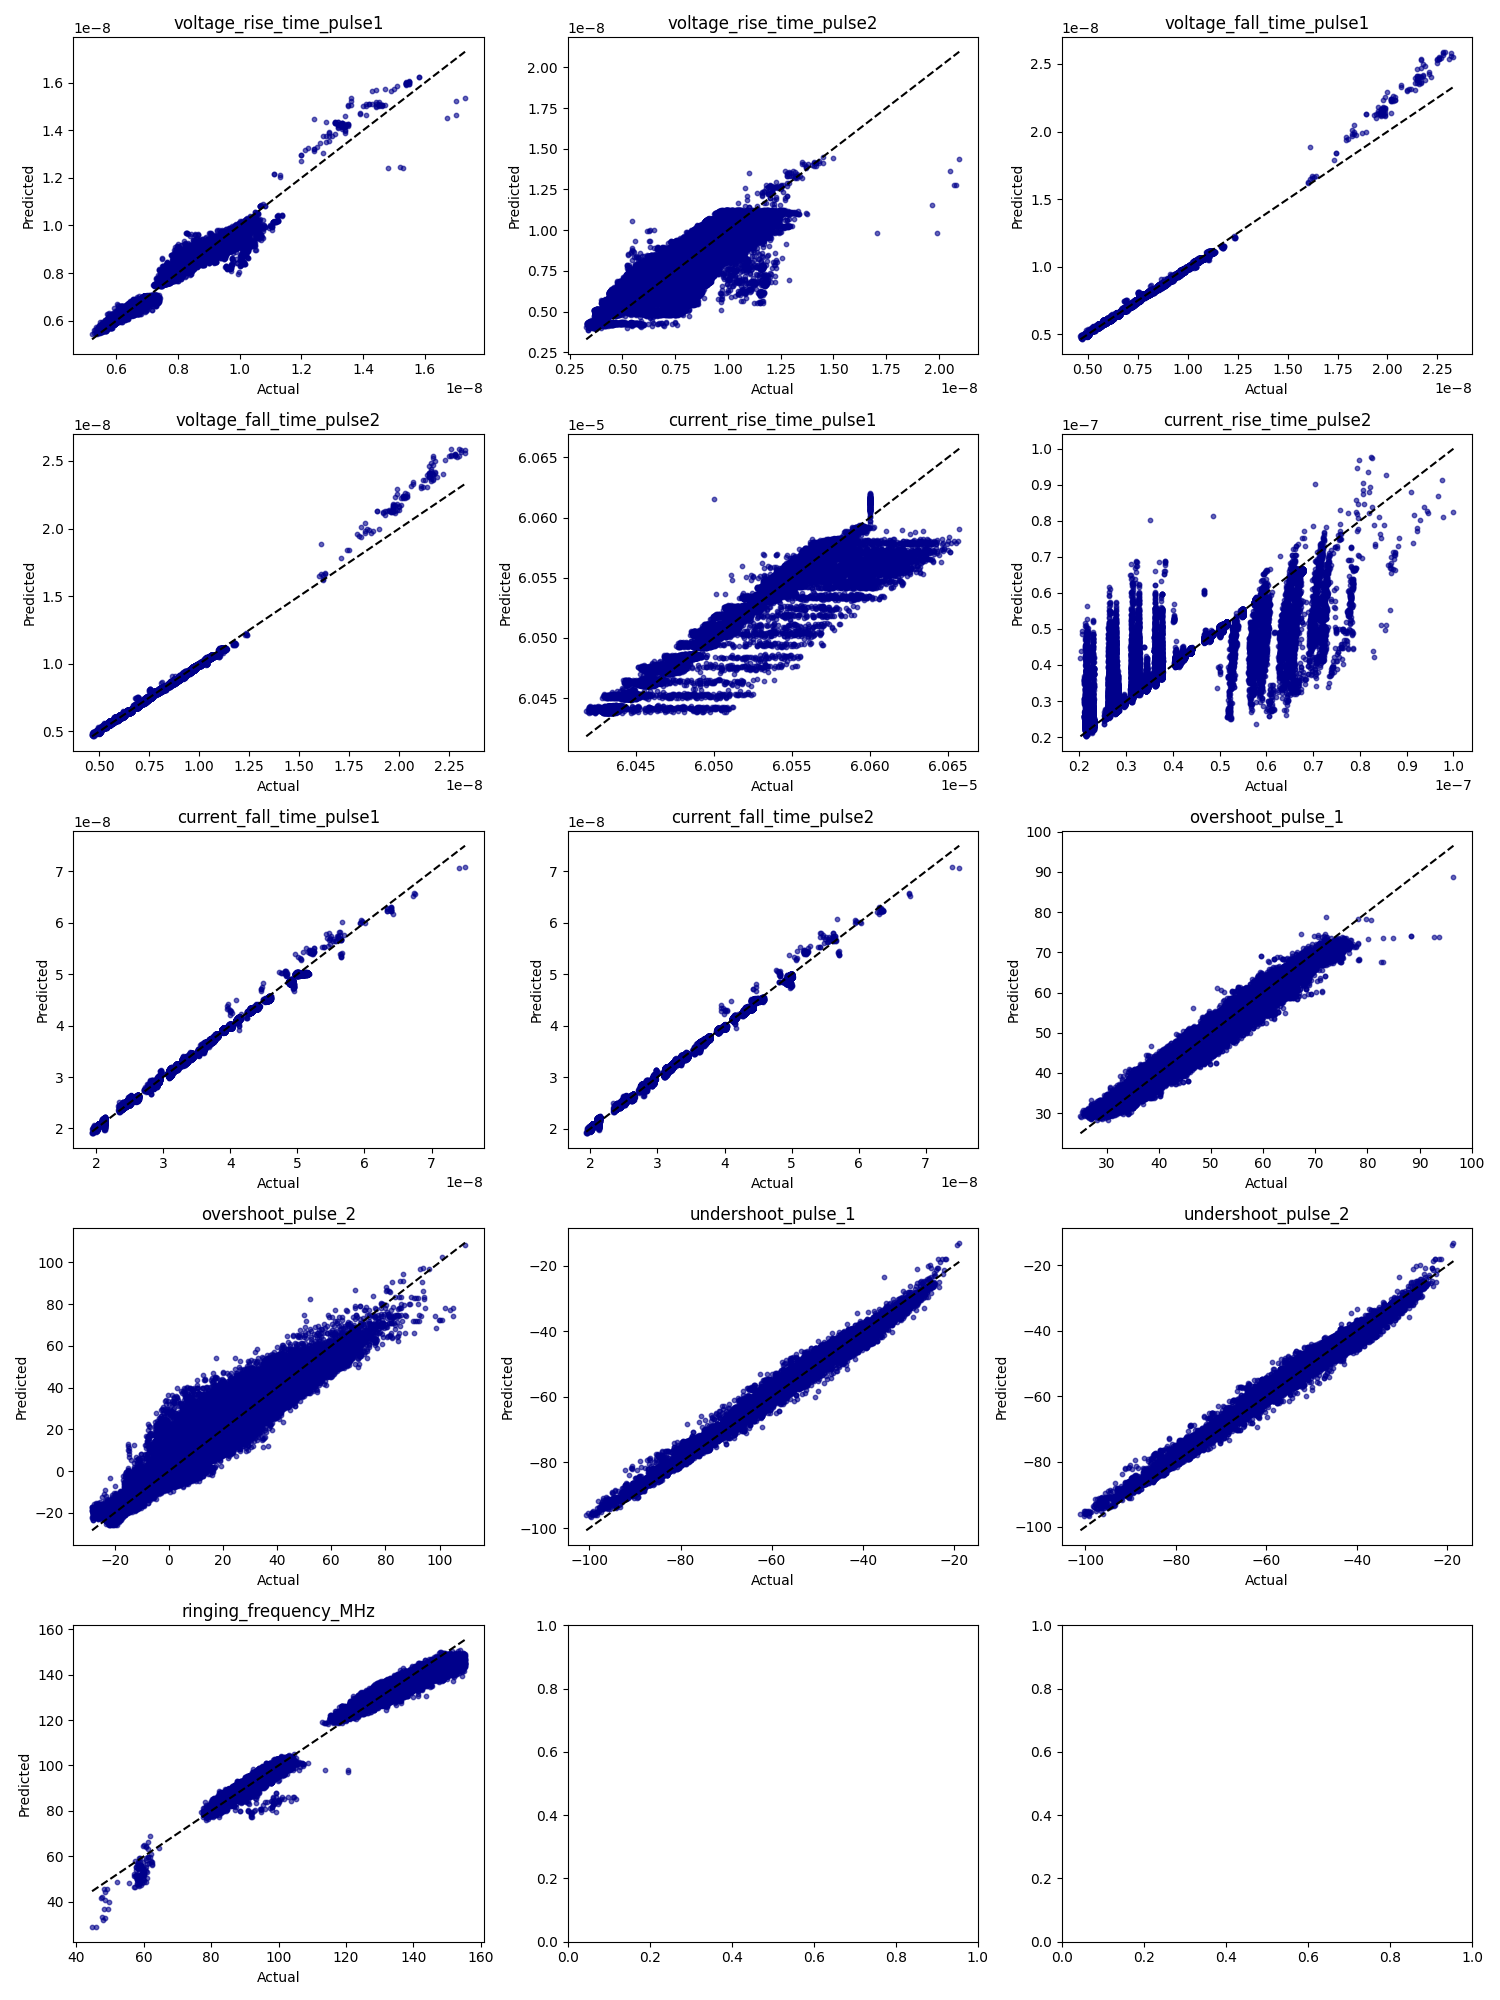 voltage_rise_time_pulse1
1e−8
Predicted
1.6
1.4
1.2
1.0
0.8
0.6
0.6 0.8 1.0 1.2 1.4 1.6
Actual
1e−8
voltage_rise_time_pulse2
1e−8
Predicted
2.00
1.75
1.50
1.25
1.00
0.75
0.50
0.25
0.25 0.50 0.75 1.00 1.25 1.50 1.75 2.00
Actual
1e−8
voltage_fall_time_pulse1
1e−8
Predicted
2.5
2.0
1.5
1.0
0.5
0.50 0.75 1.00 1.25 1.50 1.75 2.00 2.25
Actual
1e−8
voltage_fall_time_pulse2
1e−8
Predicted
2.5
2.0
1.5
1.0
0.5
0.50 0.75 1.00 1.25 1.50 1.75 2.00 2.25
Actual
1e−8
current_rise_time_pulse1
1e−5
Predicted
6.065
6.060
6.055
6.050
6.045
6.045 6.050 6.055 6.060 6.065
Actual
1e−5
current_rise_time_pulse2
1e−7
Predicted
1.0
0.9
0.8
0.7
0.6
0.5
0.4
0.3
0.2
0.2 0.3 0.4 0.5 0.6 0.7 0.8 0.9 1.0
Actual
1e−7
current_fall_time_pulse1
1e−8
Predicted
7
6
5
4
3
2
2 3 4 5 6 7
Actual
1e−8
current_fall_time_pulse2
1e−8
Predicted
7
6
5
4
3
2
2 3 4 5 6 7
Actual
1e−8
overshoot_pulse_1
Predicted
100
90
80
70
60
50
40
30
30 40 50 60 70 80 90 100
Actual
overshoot_pulse_2
Predicted
100
80
60
40
20
0
−20
−20 0 20 40 60 80 100
Actual
undershoot_pulse_1
Predicted
−20
−40
−60
−80
−100
−100 −80 −60 −40 −20
Actual
undershoot_pulse_2
Predicted
−20
−40
−60
−80
−100
−100 −80 −60 −40 −20
Actual
ringing_frequency_MHz
Predicted
160
140
120
100
80
60
40
40 60 80 100 120 140 160
Actual
1.0
0.8
0.6
0.4
0.2
0.0
0.0 0.2 0.4 0.6 0.8 1.0
1.0
0.8
0.6
0.4
0.2
0.0
0.0 0.2 0.4 0.6 0.8 1.0